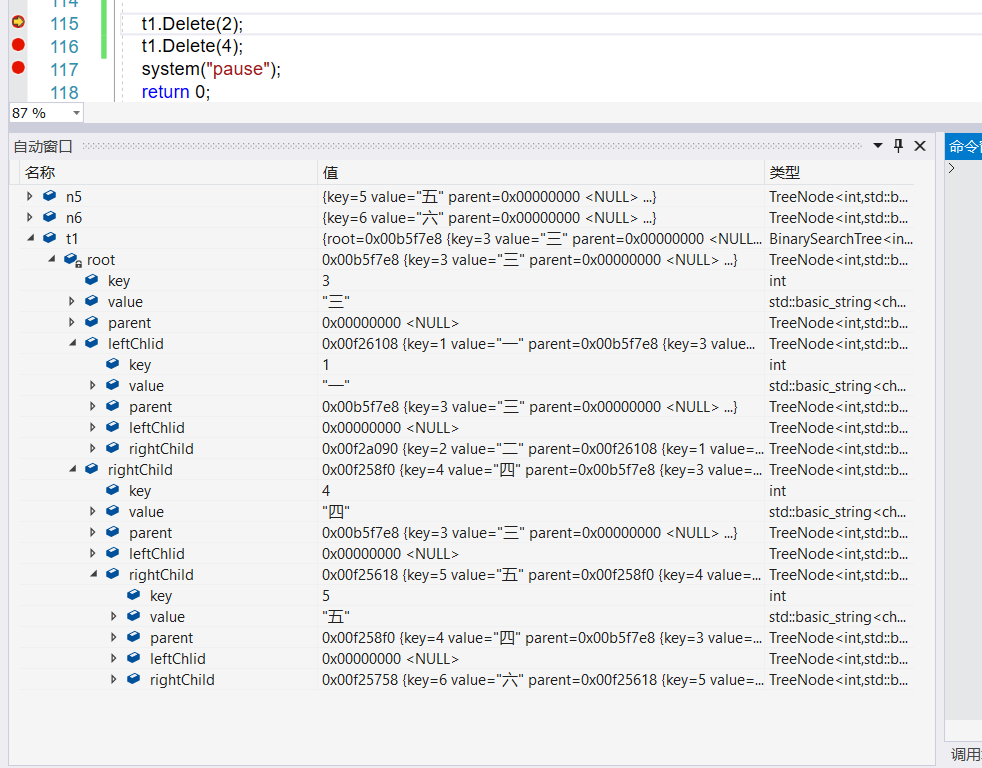 114
115 t1.Delete(2);
116 t1.Delete(4);
117 system("pause");
118 return 0;
87 %
自动窗口
命令
名称 值 类型
n5 {key=5 value="五" parent=0x00000000 <NULL> ...} TreeNode<int,std::b...
n6 {key=6 value="六" parent=0x00000000 <NULL> ...} TreeNode<int,std::b...
t1 {root=0x00b5f7e8 {key=3 value="三" parent=0x00000000 <NULL... BinarySearchTree<in...
root 0x00b5f7e8 {key=3 value="三" parent=0x00000000 <NULL> ...} TreeNode<int,std::b...
key 3 int
value "三" std::basic_string<ch...
parent 0x00000000 <NULL> TreeNode<int,std::b...
leftChlid 0x00f26108 {key=1 value="一" parent=0x00b5f7e8 {key=3 value... TreeNode<int,std::b...
key 1 int
value "一" std::basic_string<ch...
parent 0x00b5f7e8 {key=3 value="三" parent=0x00000000 <NULL> ...} TreeNode<int,std::b...
leftChlid 0x00000000 <NULL> TreeNode<int,std::b...
rightChild 0x00f2a090 {key=2 value="二" parent=0x00f26108 {key=1 value=... TreeNode<int,std::b...
rightChild 0x00f258f0 {key=4 value="四" parent=0x00b5f7e8 {key=3 value=... TreeNode<int,std::b...
key 4 int
value "四" std::basic_string<ch...
parent 0x00b5f7e8 {key=3 value="三" parent=0x00000000 <NULL> ...} TreeNode<int,std::b...
leftChlid 0x00000000 <NULL> TreeNode<int,std::b...
rightChild 0x00f25618 {key=5 value="五" parent=0x00f258f0 {key=4 value=... TreeNode<int,std::b...
key 5 int
value "五" std::basic_string<ch...
parent 0x00f258f0 {key=4 value="四" parent=0x00b5f7e8 {key=3 value=... TreeNode<int,std::b...
leftChlid 0x00000000 <NULL> TreeNode<int,std::b...
rightChild 0x00f25758 {key=6 value="六" parent=0x00f25618 {key=5 value=... TreeNode<int,std::b...
调用